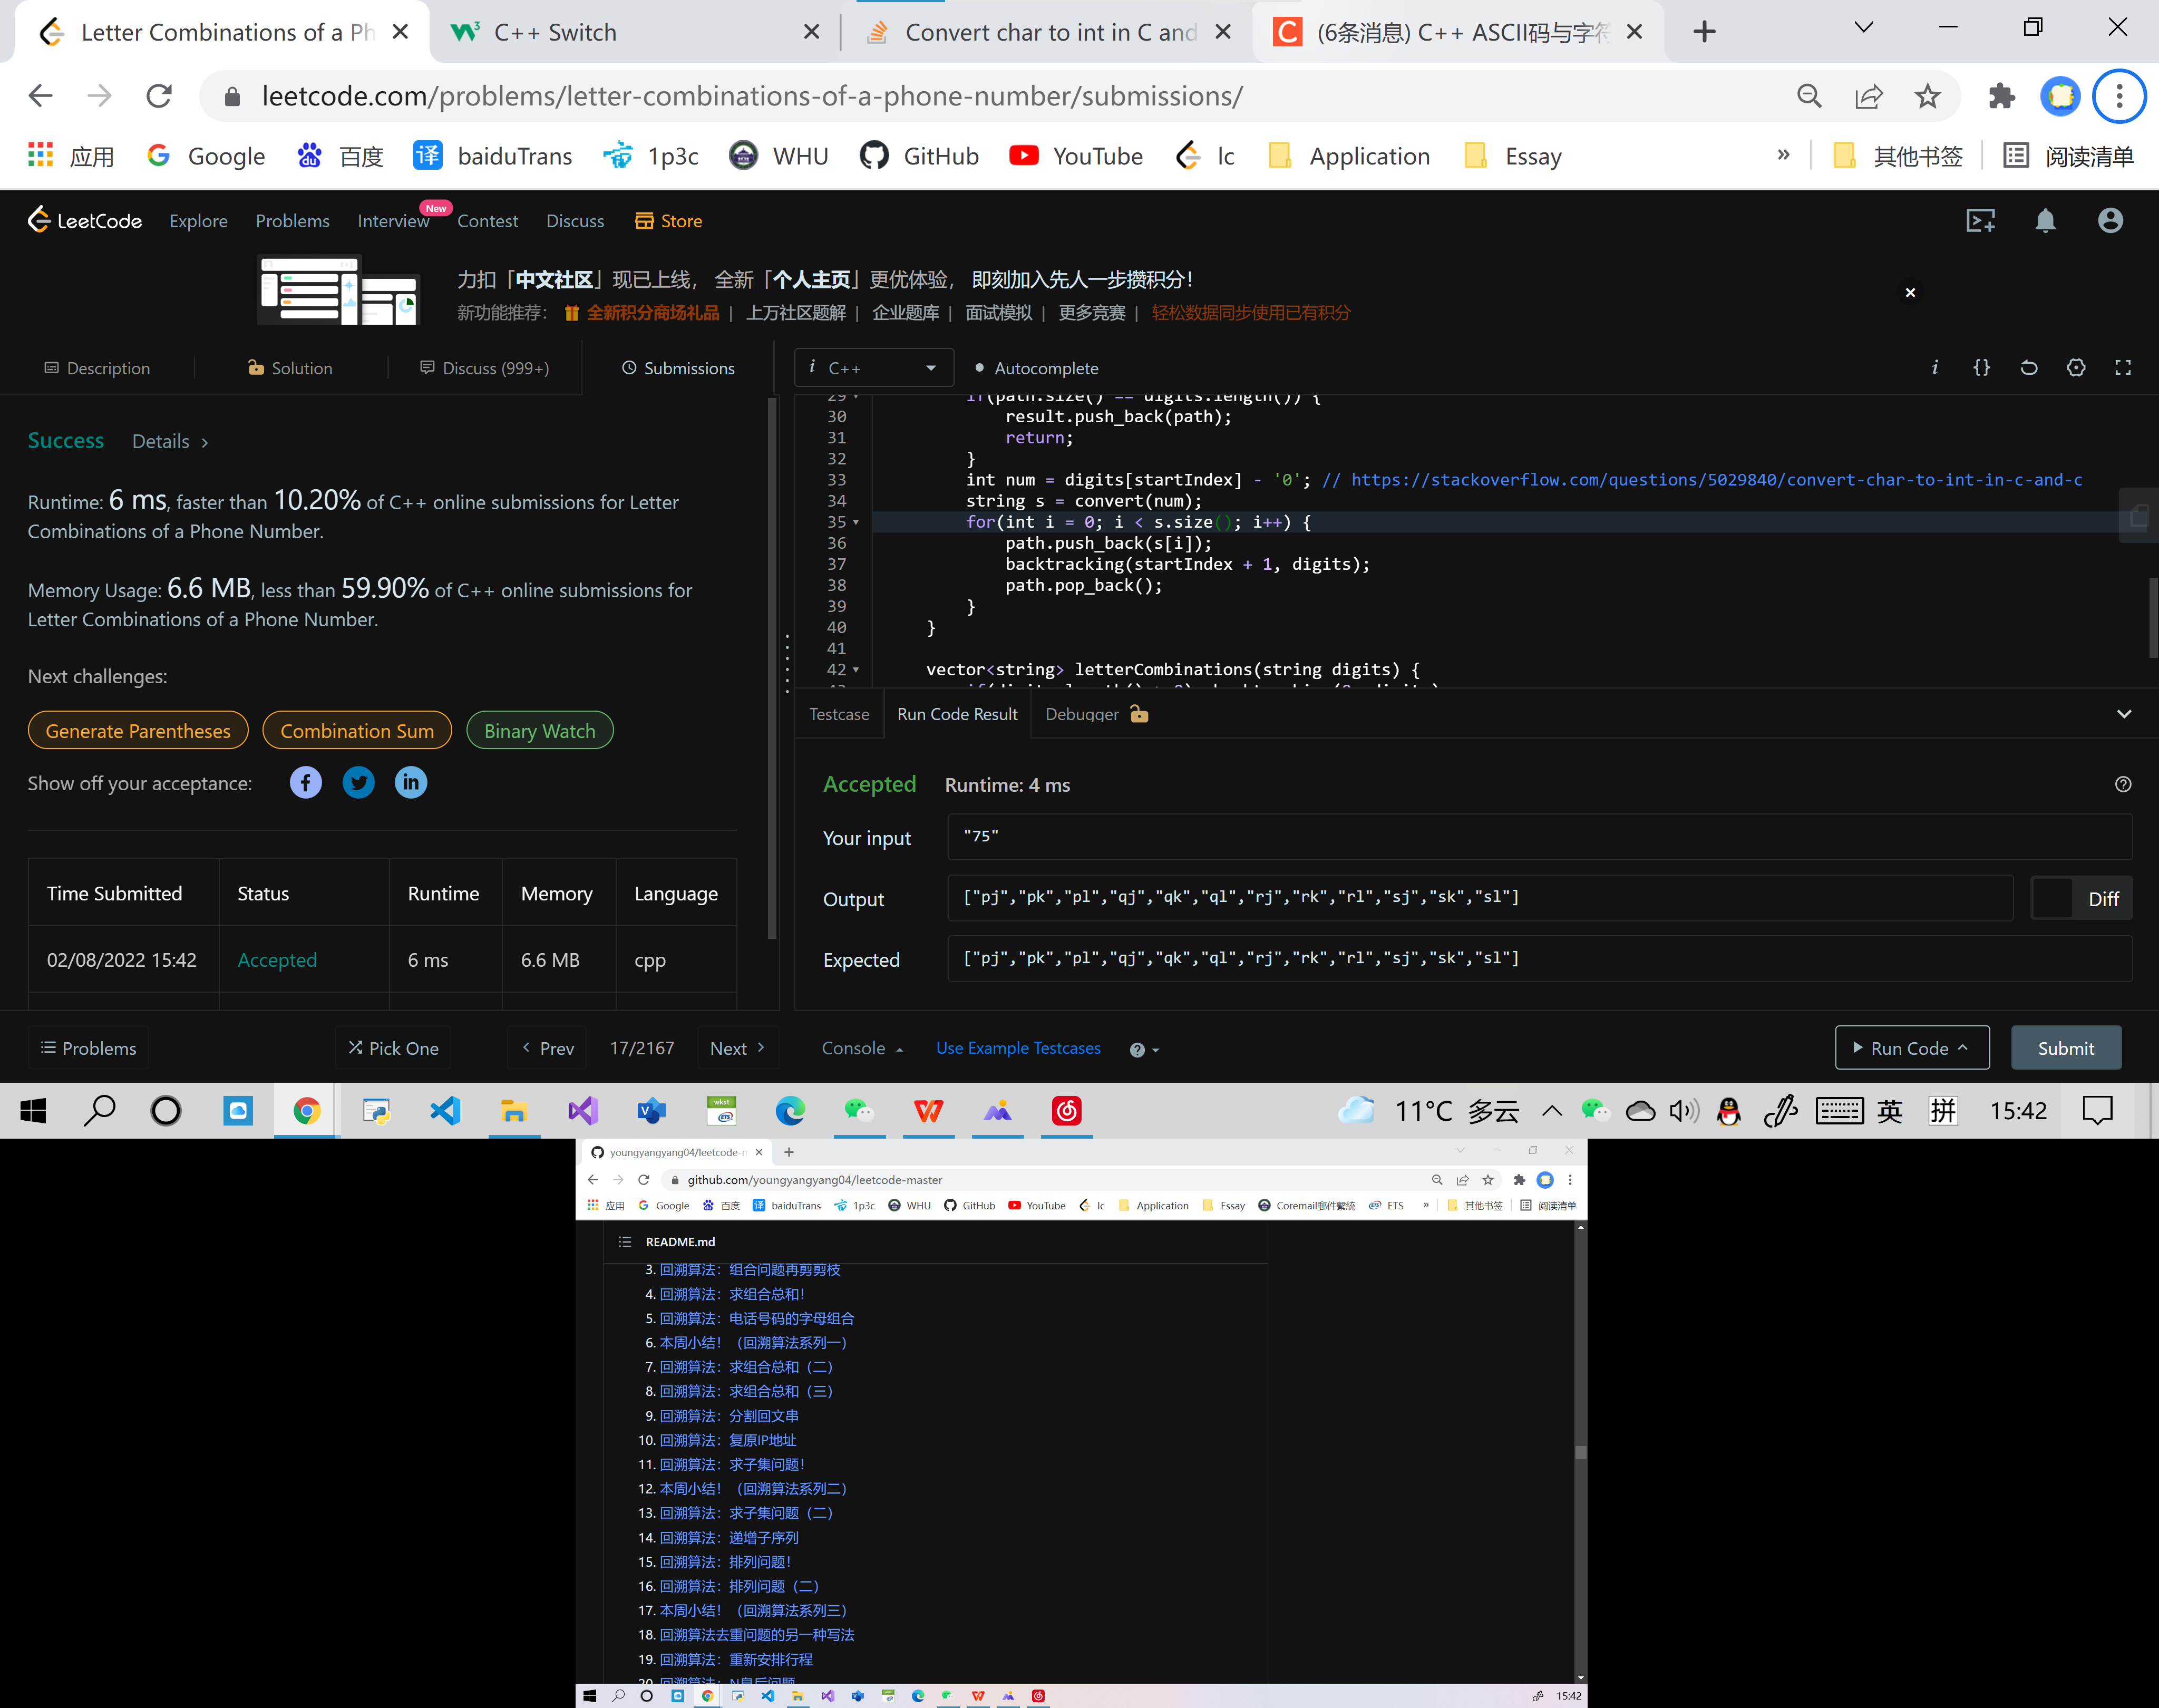 Letter Combinations of a Ph
C++ Switch
Convert char to int in C and
(6条消息) C++ ASCII码与字符
leetcode.com/problems/letter-combinations-of-a-phone-number/submissions/
应用 Google 百度 译 baiduTrans 1p3c WHU GitHub YouTube lc Application Essay » 其他书签 阅读清单
LeetCode Explore Problems Interview New Contest Discuss Store
力扣「中文社区」现已上线， 全新「个人主页」更优体验， 即刻加入先人一步攒积分！
新功能推荐： 全新积分商场礼品 | 上万社区题解 | 企业题库 | 面试模拟 | 更多竞赛 | 轻松数据同步使用已有积分
Description Solution Discuss (999+) Submissions
Success Details >
Runtime: 6 ms, faster than 10.20% of C++ online submissions for Letter
Combinations of a Phone Number.
Memory Usage: 6.6 MB, less than 59.90% of C++ online submissions for
Letter Combinations of a Phone Number.
Next challenges:
Generate Parentheses Combination Sum Binary Watch
Show off your acceptance:
Time Submitted Status Runtime Memory Language
02/08/2022 15:42 Accepted 6 ms 6.6 MB cpp
Problems Pick One Prev 17/2167 Next
i C++ Autocomplete
29 if(path.size() == digits.length()) {
30 result.push_back(path);
31 return;
32 }
33 int num = digits[startIndex] - '0'; // https://stackoverflow.com/questions/5029840/convert-char-to-int-in-c-and-c
34 string s = convert(num);
35 for(int i = 0; i < s.size(); i++) {
36 path.push_back(s[i]);
37 backtracking(startIndex + 1, digits);
38 path.pop_back();
39 }
40 }
41
42 vector<string> letterCombinations(string digits) {
Testcase Run Code Result Debugger
Accepted Runtime: 4 ms
Your input "75"
Output ["pj","pk","pl","qj","qk","ql","rj","rk","rl","sj","sk","sl"] Diff
Expected ["pj","pk","pl","qj","qk","ql","rj","rk","rl","sj","sk","sl"]
Console Use Example Testcases Run Code Submit
11°C 多云 英 拼 15:42
youngyangyang04/leetcode-m
github.com/youngyangyang04/leetcode-master
应用 Google 百度 译 baiduTrans 1p3c WHU GitHub YouTube lc Application Essay Coremail郵件繫統 ETS » 其他书签 阅读清单
README.md
3. 回溯算法：组合问题再剪剪枝
4. 回溯算法：求组合总和！
5. 回溯算法：电话号码的字母组合
6. 本周小结！（回溯算法系列一）
7. 回溯算法：求组合总和（二）
8. 回溯算法：求组合总和（三）
9. 回溯算法：分割回文串
10. 回溯算法：复原IP地址
11. 回溯算法：求子集问题！
12. 本周小结！（回溯算法系列二）
13. 回溯算法：求子集问题（二）
14. 回溯算法：递增子序列
15. 回溯算法：排列问题！
16. 回溯算法：排列问题（二）
17. 本周小结！（回溯算法系列三）
18. 回溯算法去重问题的另一种写法
19. 回溯算法：重新安排行程
20. 回溯算法：N皇后问题
15:42